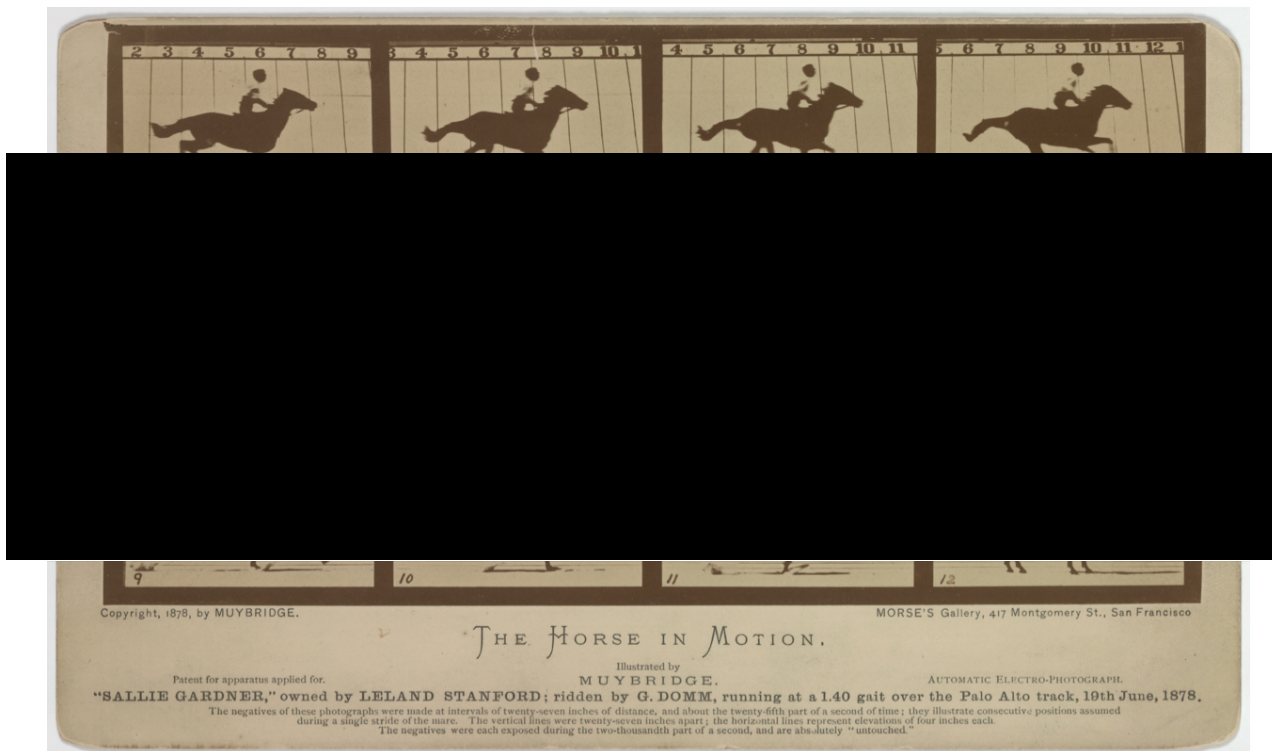 2 3 4 5 6 7 8 9
3 4 5 6 7 8 9 10 1
4 5 6 7 8 9 10 11
5 6 7 8 9 10 11 12 1
9
10
11
12
Copyright, 1878, by MUYBRIDGE.
MORSE'S Gallery, 417 Montgomery St., San Francisco
THE HORSE IN MOTION.
Illustrated by
Patent for apparatus applied for.
MUYBRIDGE.
AUTOMATIC ELECTRO-PHOTOGRAPH.
"SALLIE GARDNER," owned by LELAND STANFORD; ridden by G. DOMM, running at a 1.40 gait over the Palo Alto track, 19th June, 1878.
The negatives of these photographs were made at intervals of twenty-seven inches of distance, and about the twenty-fifth part of a second of time; they illustrate consecutive positions assumed
during a single stride of the mare. The vertical lines were twenty-seven inches apart; the horizontal lines represent elevations of four inches each.
The negatives were each exposed during the two-thousandth part of a second, and are absolutely "untouched."